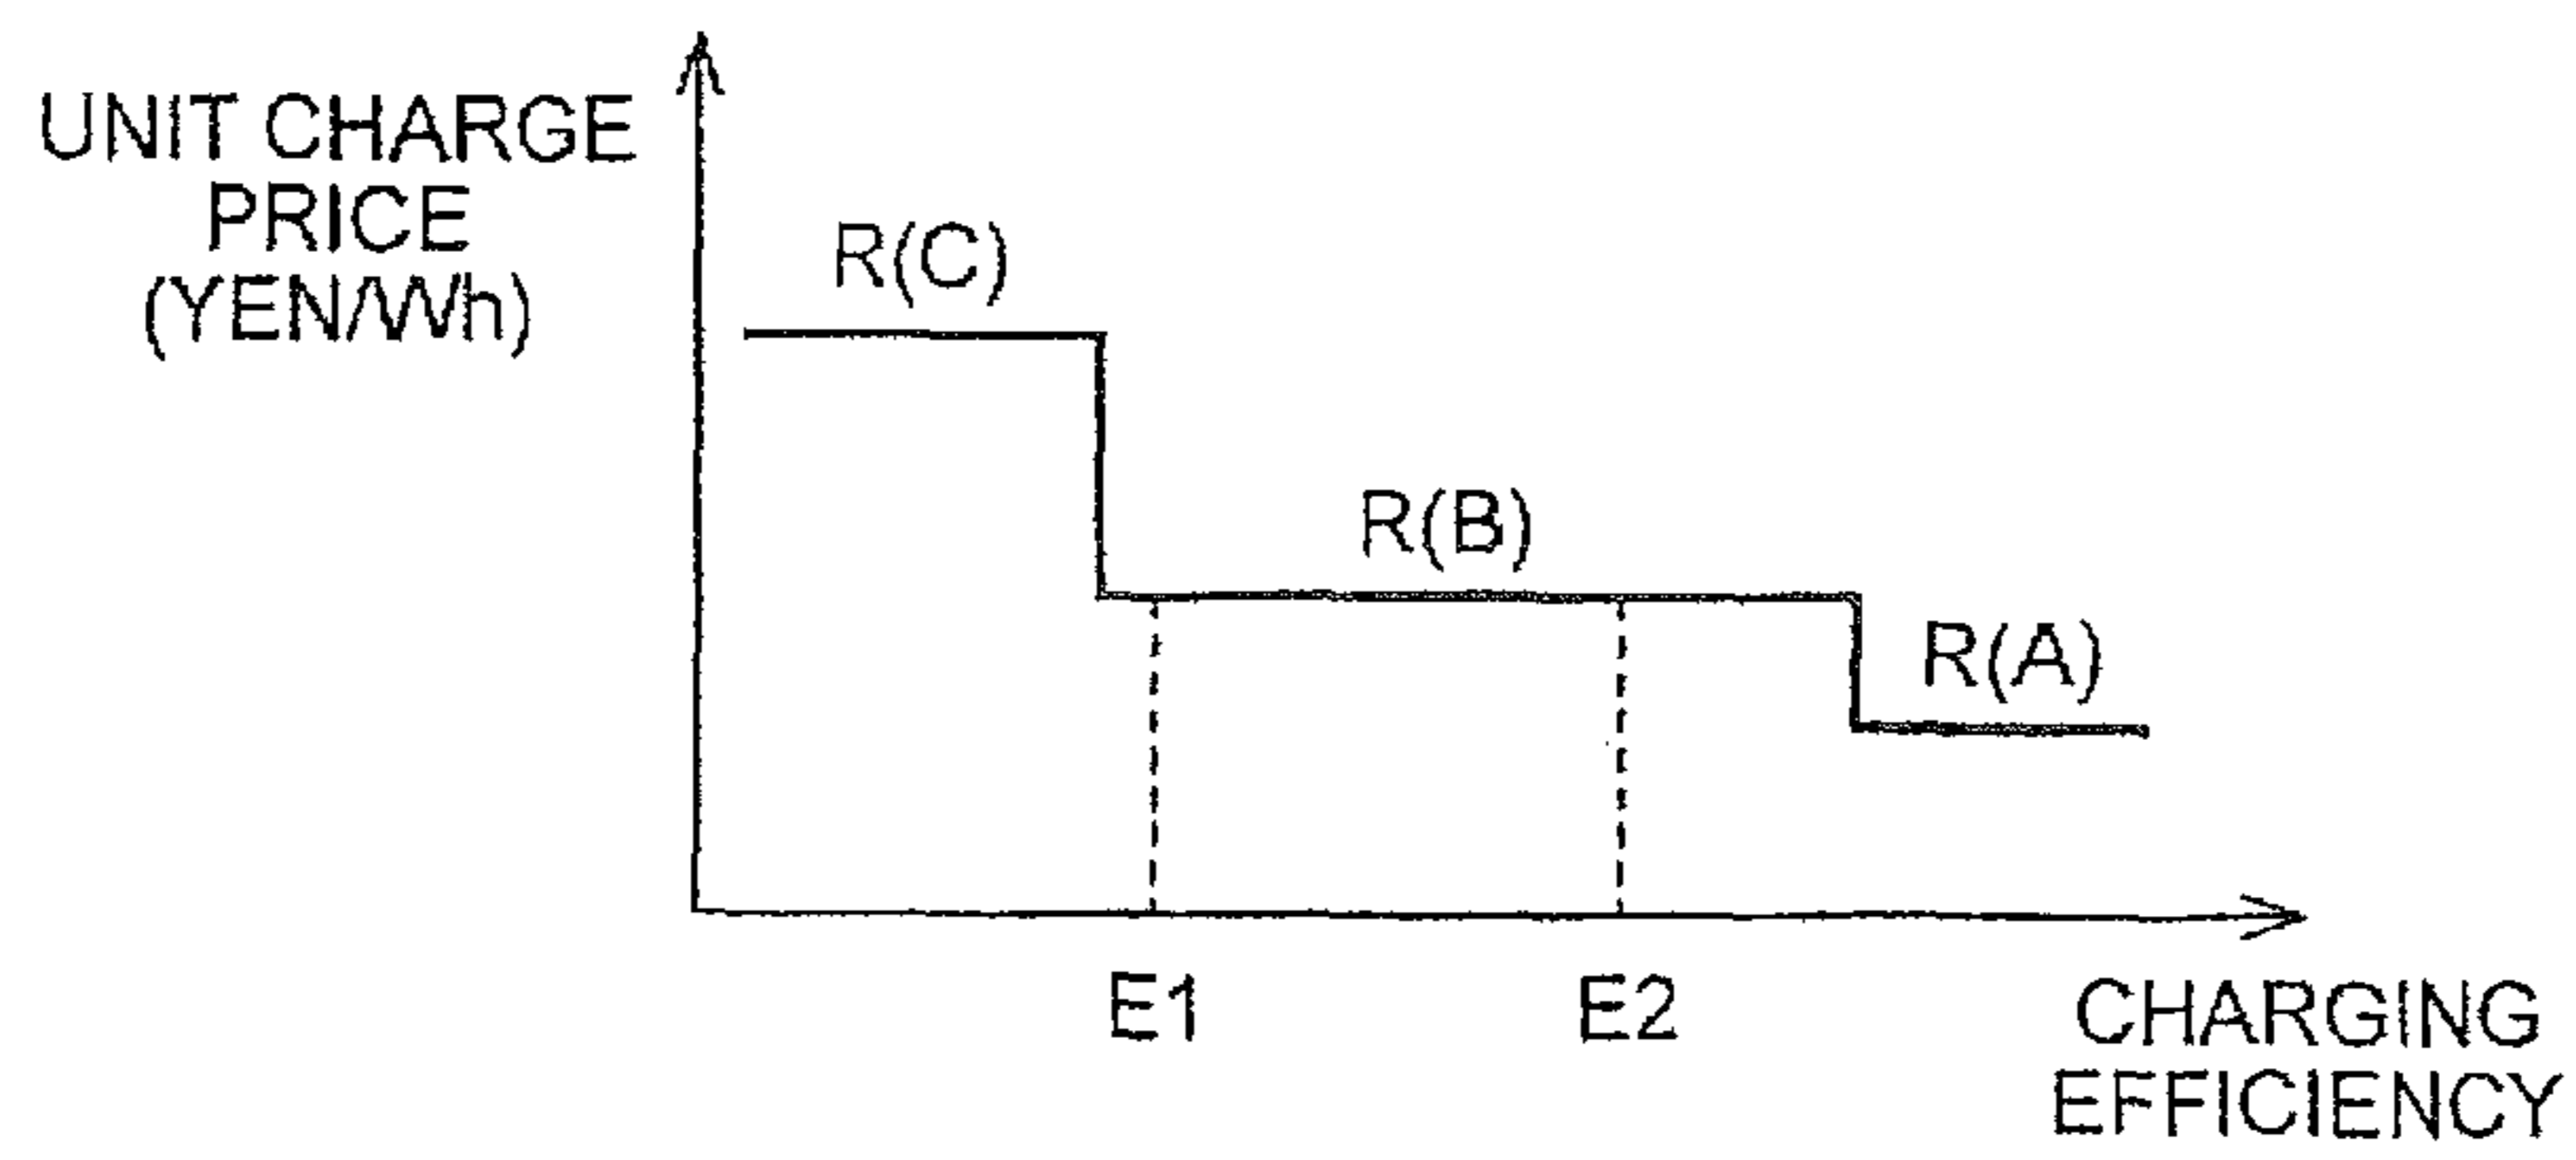 UNIT CHARGE
PRICE
(YEN/Wh)
R(C)
R(B)
R(A)
E1
E2
CHARGING
EFFICIENCY